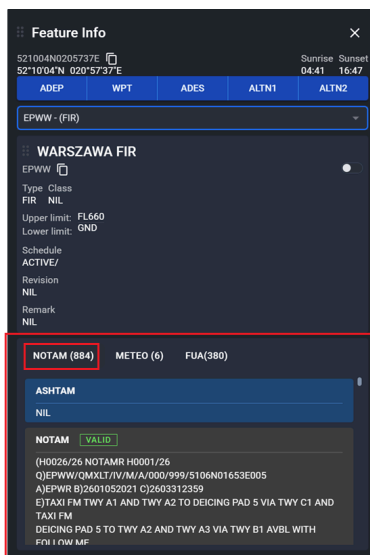 Feature Info
521004N0205737E
52°10'04"N 020°57'37"E
Sunrise Sunset
04:41 16:47
ADEP WPT ADES ALTN1 ALTN2
EPWW - (FIR)
WARSZAWA FIR
EPWW
Type Class
FIR NIL
Upper limit: FL660
Lower limit: GND
Schedule
ACTIVE/
Revision
NIL
Remark
NIL
NOTAM (884) METEO (6) FUA(380)
ASHTAM
NIL
NOTAM VALID
(H0026/26 NOTAMR H0001/26
Q)EPWW/QMXLT/IV/M/A/000/999/5106N01653E005
A)EPWR B)2601052021 C)2603312359
E)TAXI FM TWY A1 AND TWY A2 TO DEICING PAD 5 VIA TWY C1 AND
TAXI FM
DEICING PAD 5 TO TWY A2 AND TWY A3 VIA TWY B1 AVBL WITH
FOLLOW ME